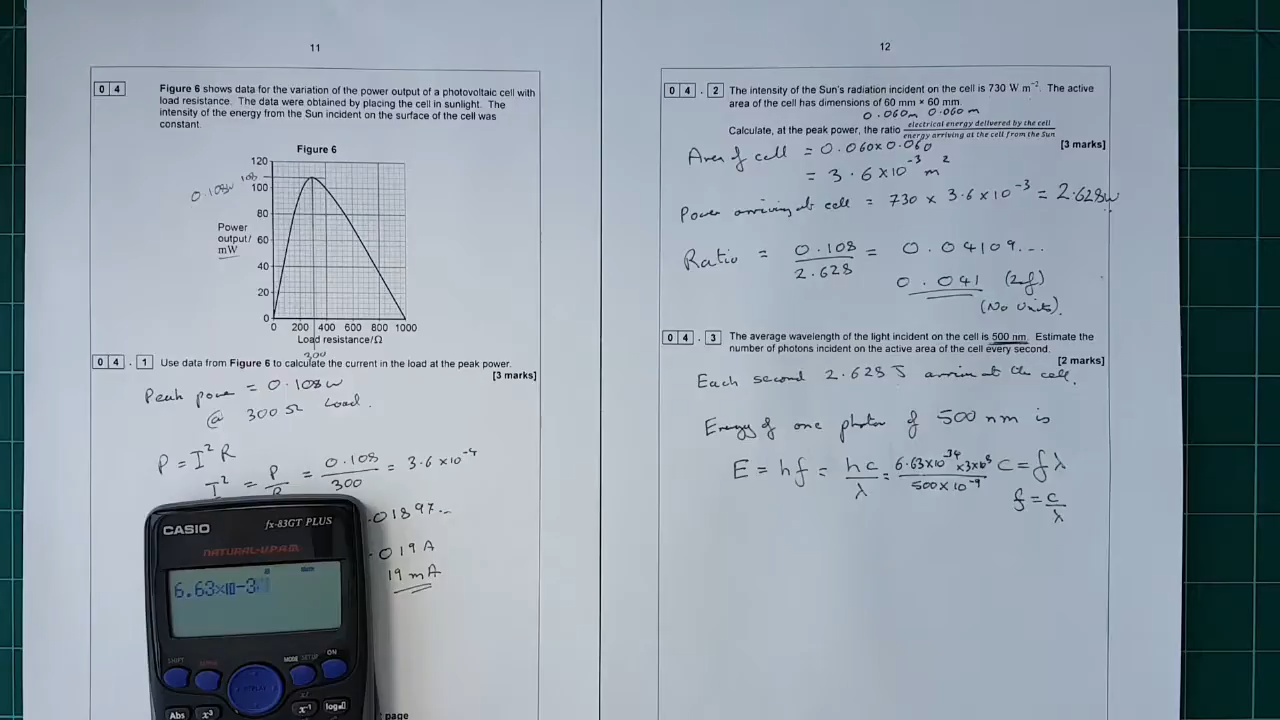 11
0 4
Figure 6 shows data for the variation of the power output of a photovoltaic cell with
load resistance. The data were obtained by placing the cell in sunlight. The
intensity of the energy from the Sun incident on the surface of the cell was
constant.
Figure 6
120
108
100
80
60
40
20
0
0.108W
Power
output/
mW
0 200 400 600 800 1000
Load resistance/Ω
300
0 4 . 1 Use data from Figure 6 to calculate the current in the load at the peak power.
[3 marks]
Peak power = 0.108W
@ 300 Ω Load.
P = I² R
I² = P/R = 0.108/300 = 3.6 ×10⁻⁴
.01897..
.019 A
19 mA
CASIO
fx-83GT PLUS
NATURAL-V.P.A.M.
6.63×10-3
SHIFT
MODE SETUP
ON
REPLAY
Abs
x³
x⁻¹
log
page
12
0 4 . 2 The intensity of the Sun's radiation incident on the cell is 730 W m⁻². The active
area of the cell has dimensions of 60 mm × 60 mm.
0.060m 0.060m
Calculate, at the peak power, the ratio electrical energy delivered by the cell / energy arriving at the cell from the Sun
[3 marks]
Area of cell = 0.060×0.060
= 3.6 ×10⁻³ m²
Power arriving at cell = 730 × 3.6 ×10⁻³ = 2.628W
Ratio = 0.108/2.628 = 0.04109...
0.041 (2sf)
(No Units).
0 4 . 3 The average wavelength of the light incident on the cell is 500 nm. Estimate the
number of photons incident on the active area of the cell every second.
[2 marks]
Each second 2.628 J arrive at the cell.
Energy of one photon of 500 nm is
E = hf = hc/λ = 6.63×10⁻³⁴ ×3×10⁸/500×10⁻⁹ C = fλ
f = c/λ